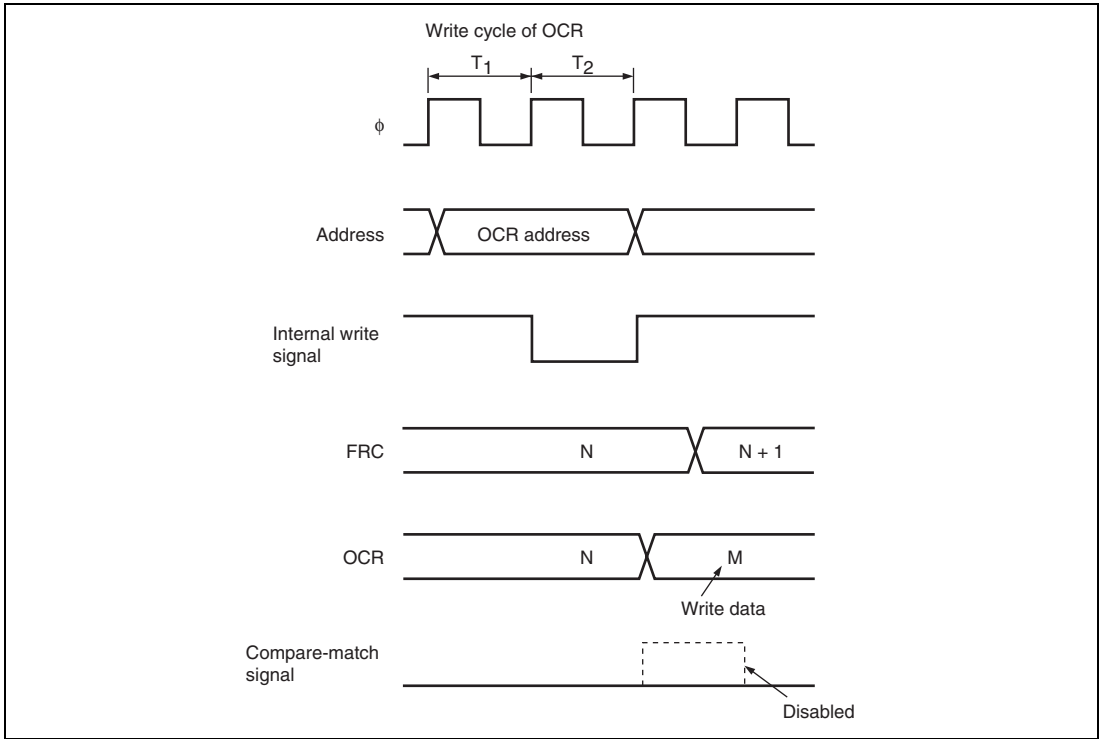 Write cycle of OCR
T1 T2
ϕ
Address OCR address
Internal write
signal
FRC N N + 1
OCR N M
Write data
Compare-match
signal
Disabled